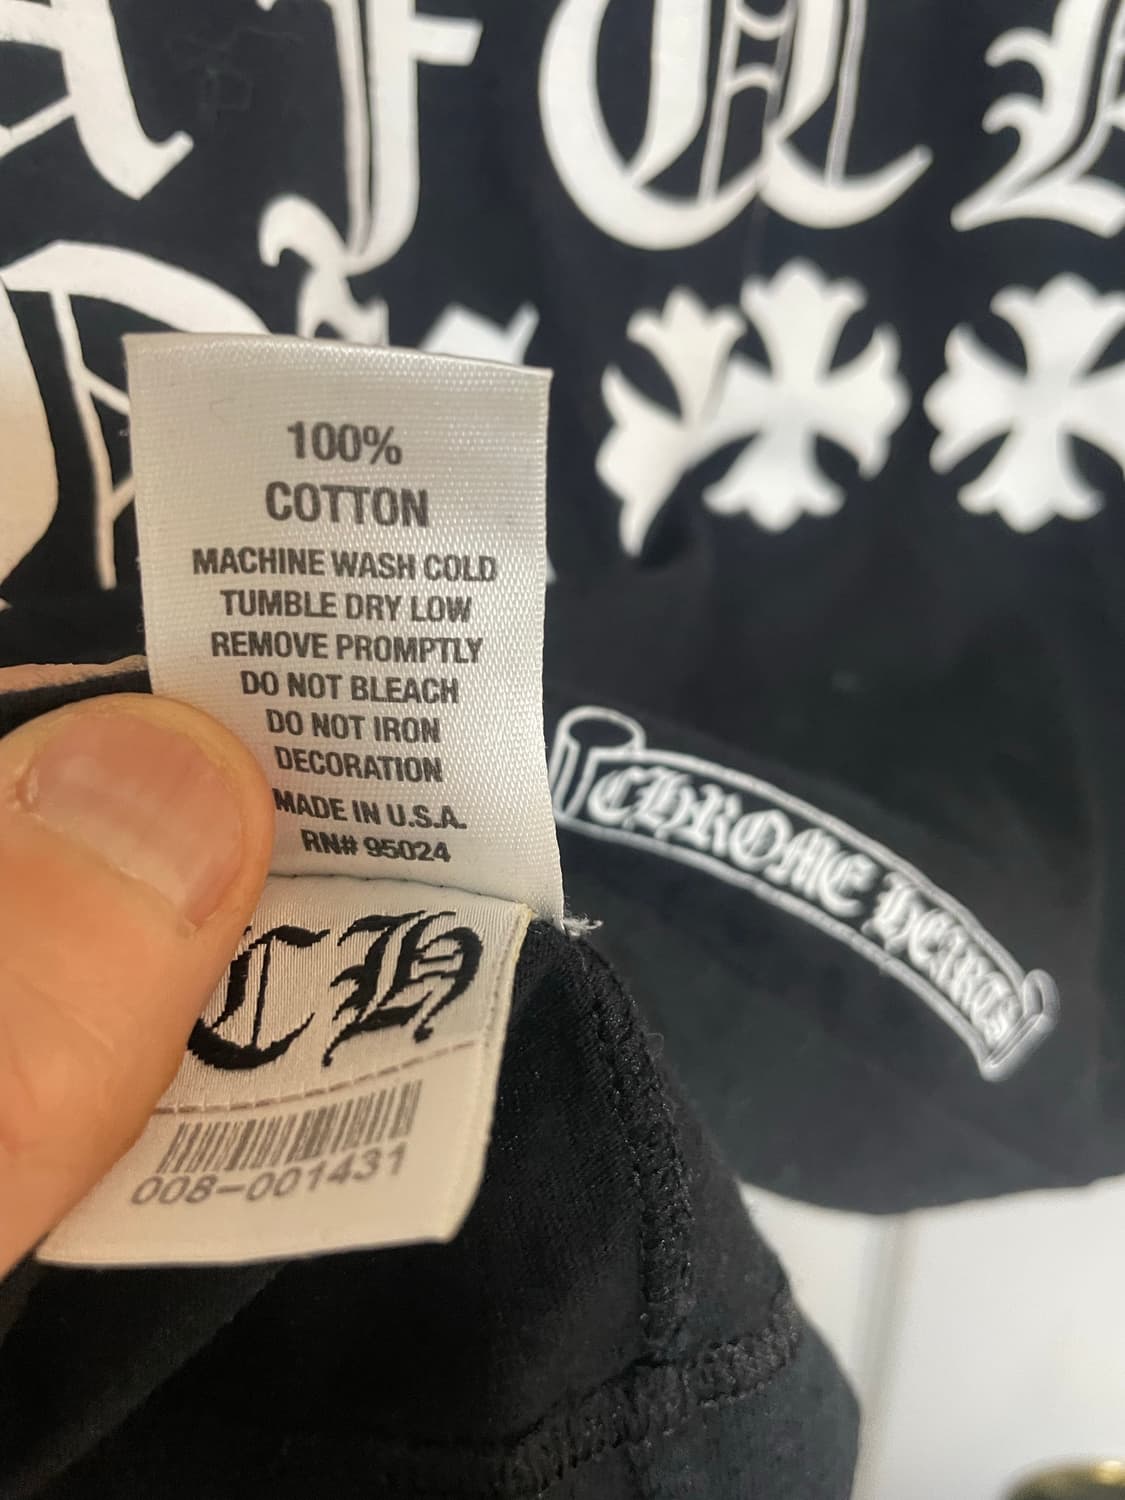 100%
COTTON
MACHINE WASH COLD
TUMBLE DRY LOW
REMOVE PROMPTLY
DO NOT BLEACH
DO NOT IRON
DECORATION
MADE IN U.S.A.
RN# 95024
CH
008-001431
CHROME HEARTS